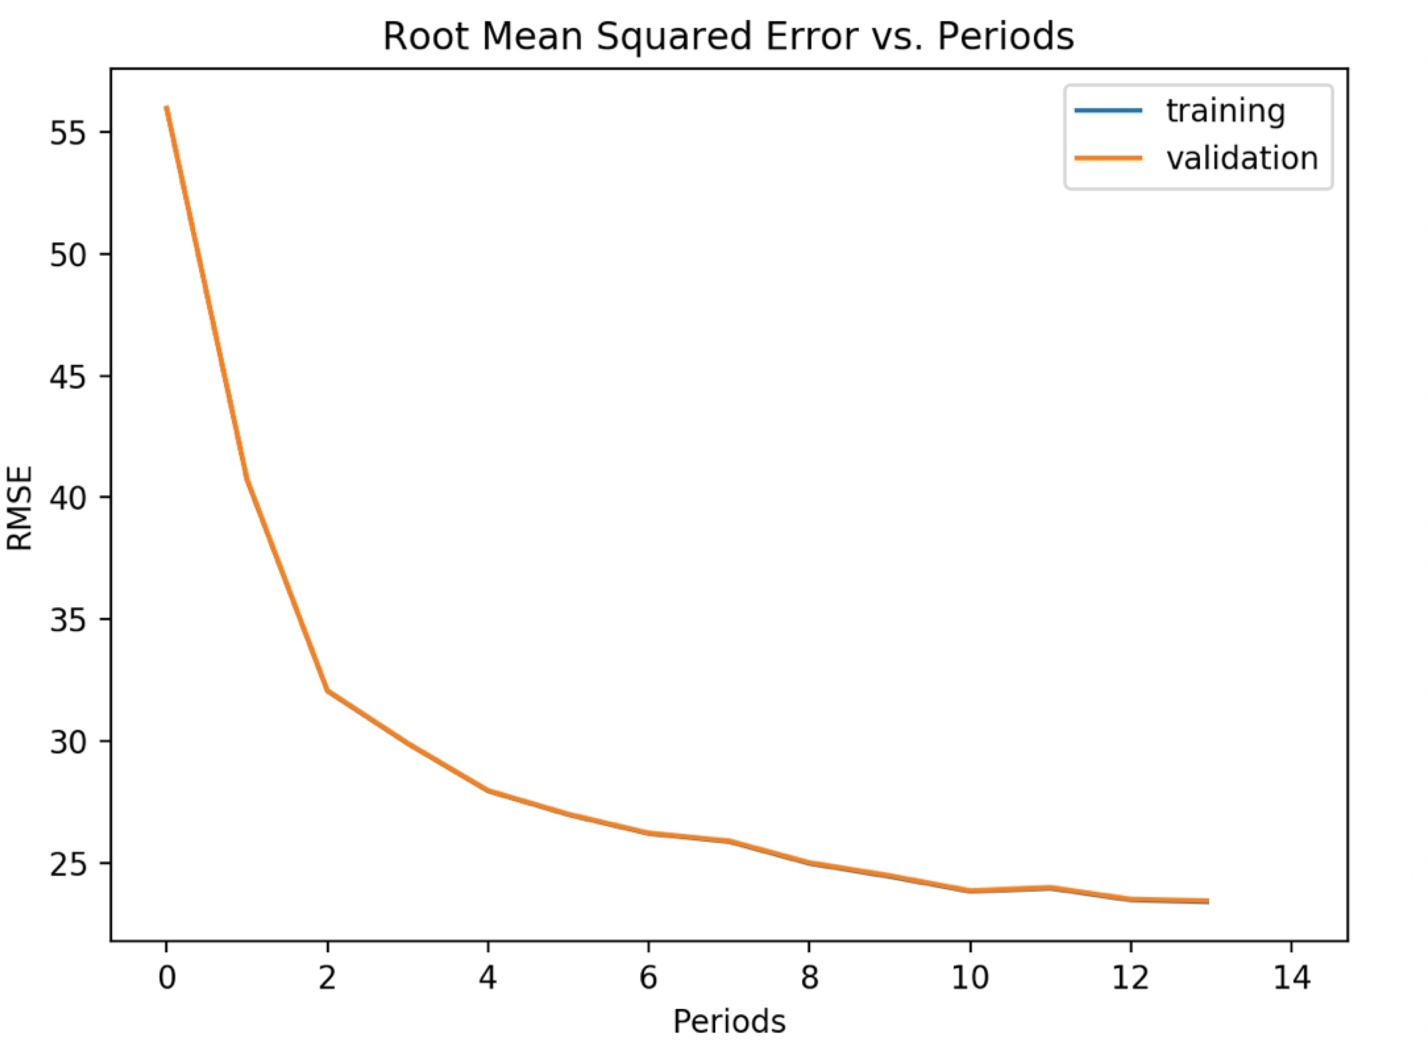 Root Mean Squared Error vs. Periods
training
validation
55
50
45
40
35
30
25
RMSE
0 2 4 6 8 10 12 14
Periods